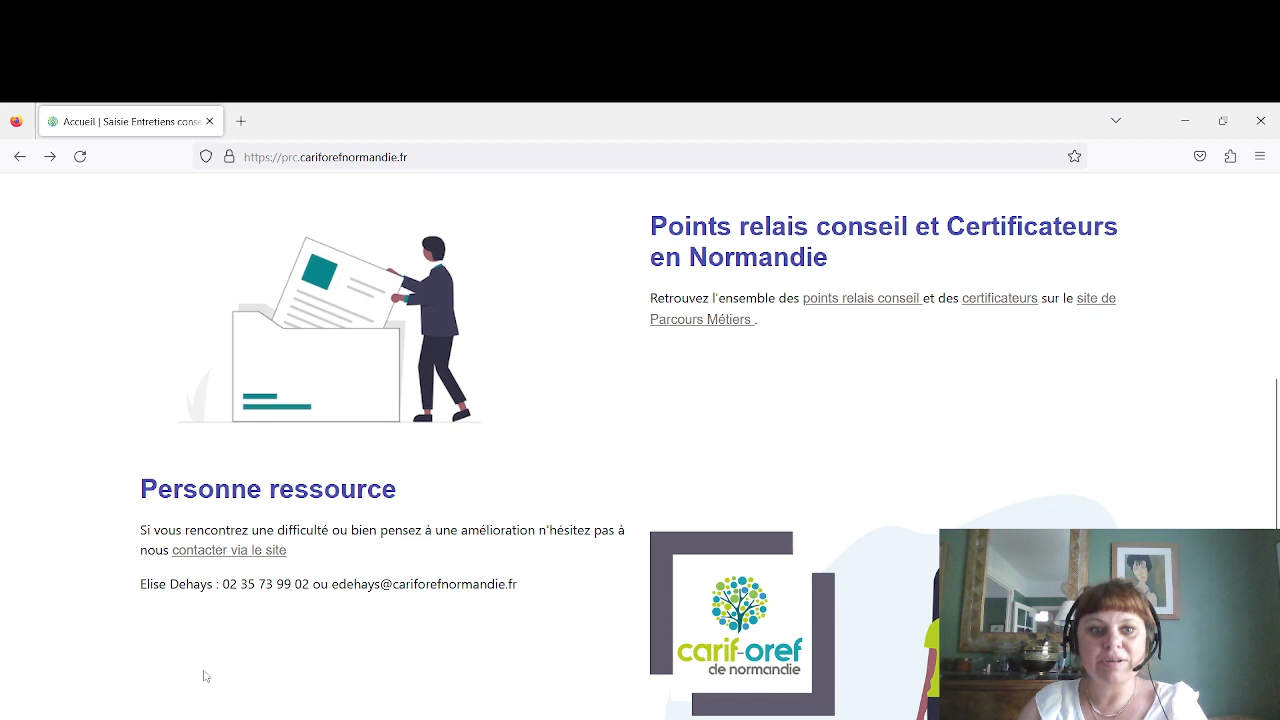 Accueil | Saisie Entretiens conse
https://prc.cariforefnormandie.fr
Points relais conseil et Certificateurs
en Normandie
Retrouvez l'ensemble des points relais conseil et des certificateurs sur le site de
Parcours Métiers .
Personne ressource
Si vous rencontrez une difficulté ou bien pensez à une amélioration n'hésitez pas à
nous contacter via le site
Elise Dehays : 02 35 73 99 02 ou edehays@cariforefnormandie.fr
carif-oref
de normandie